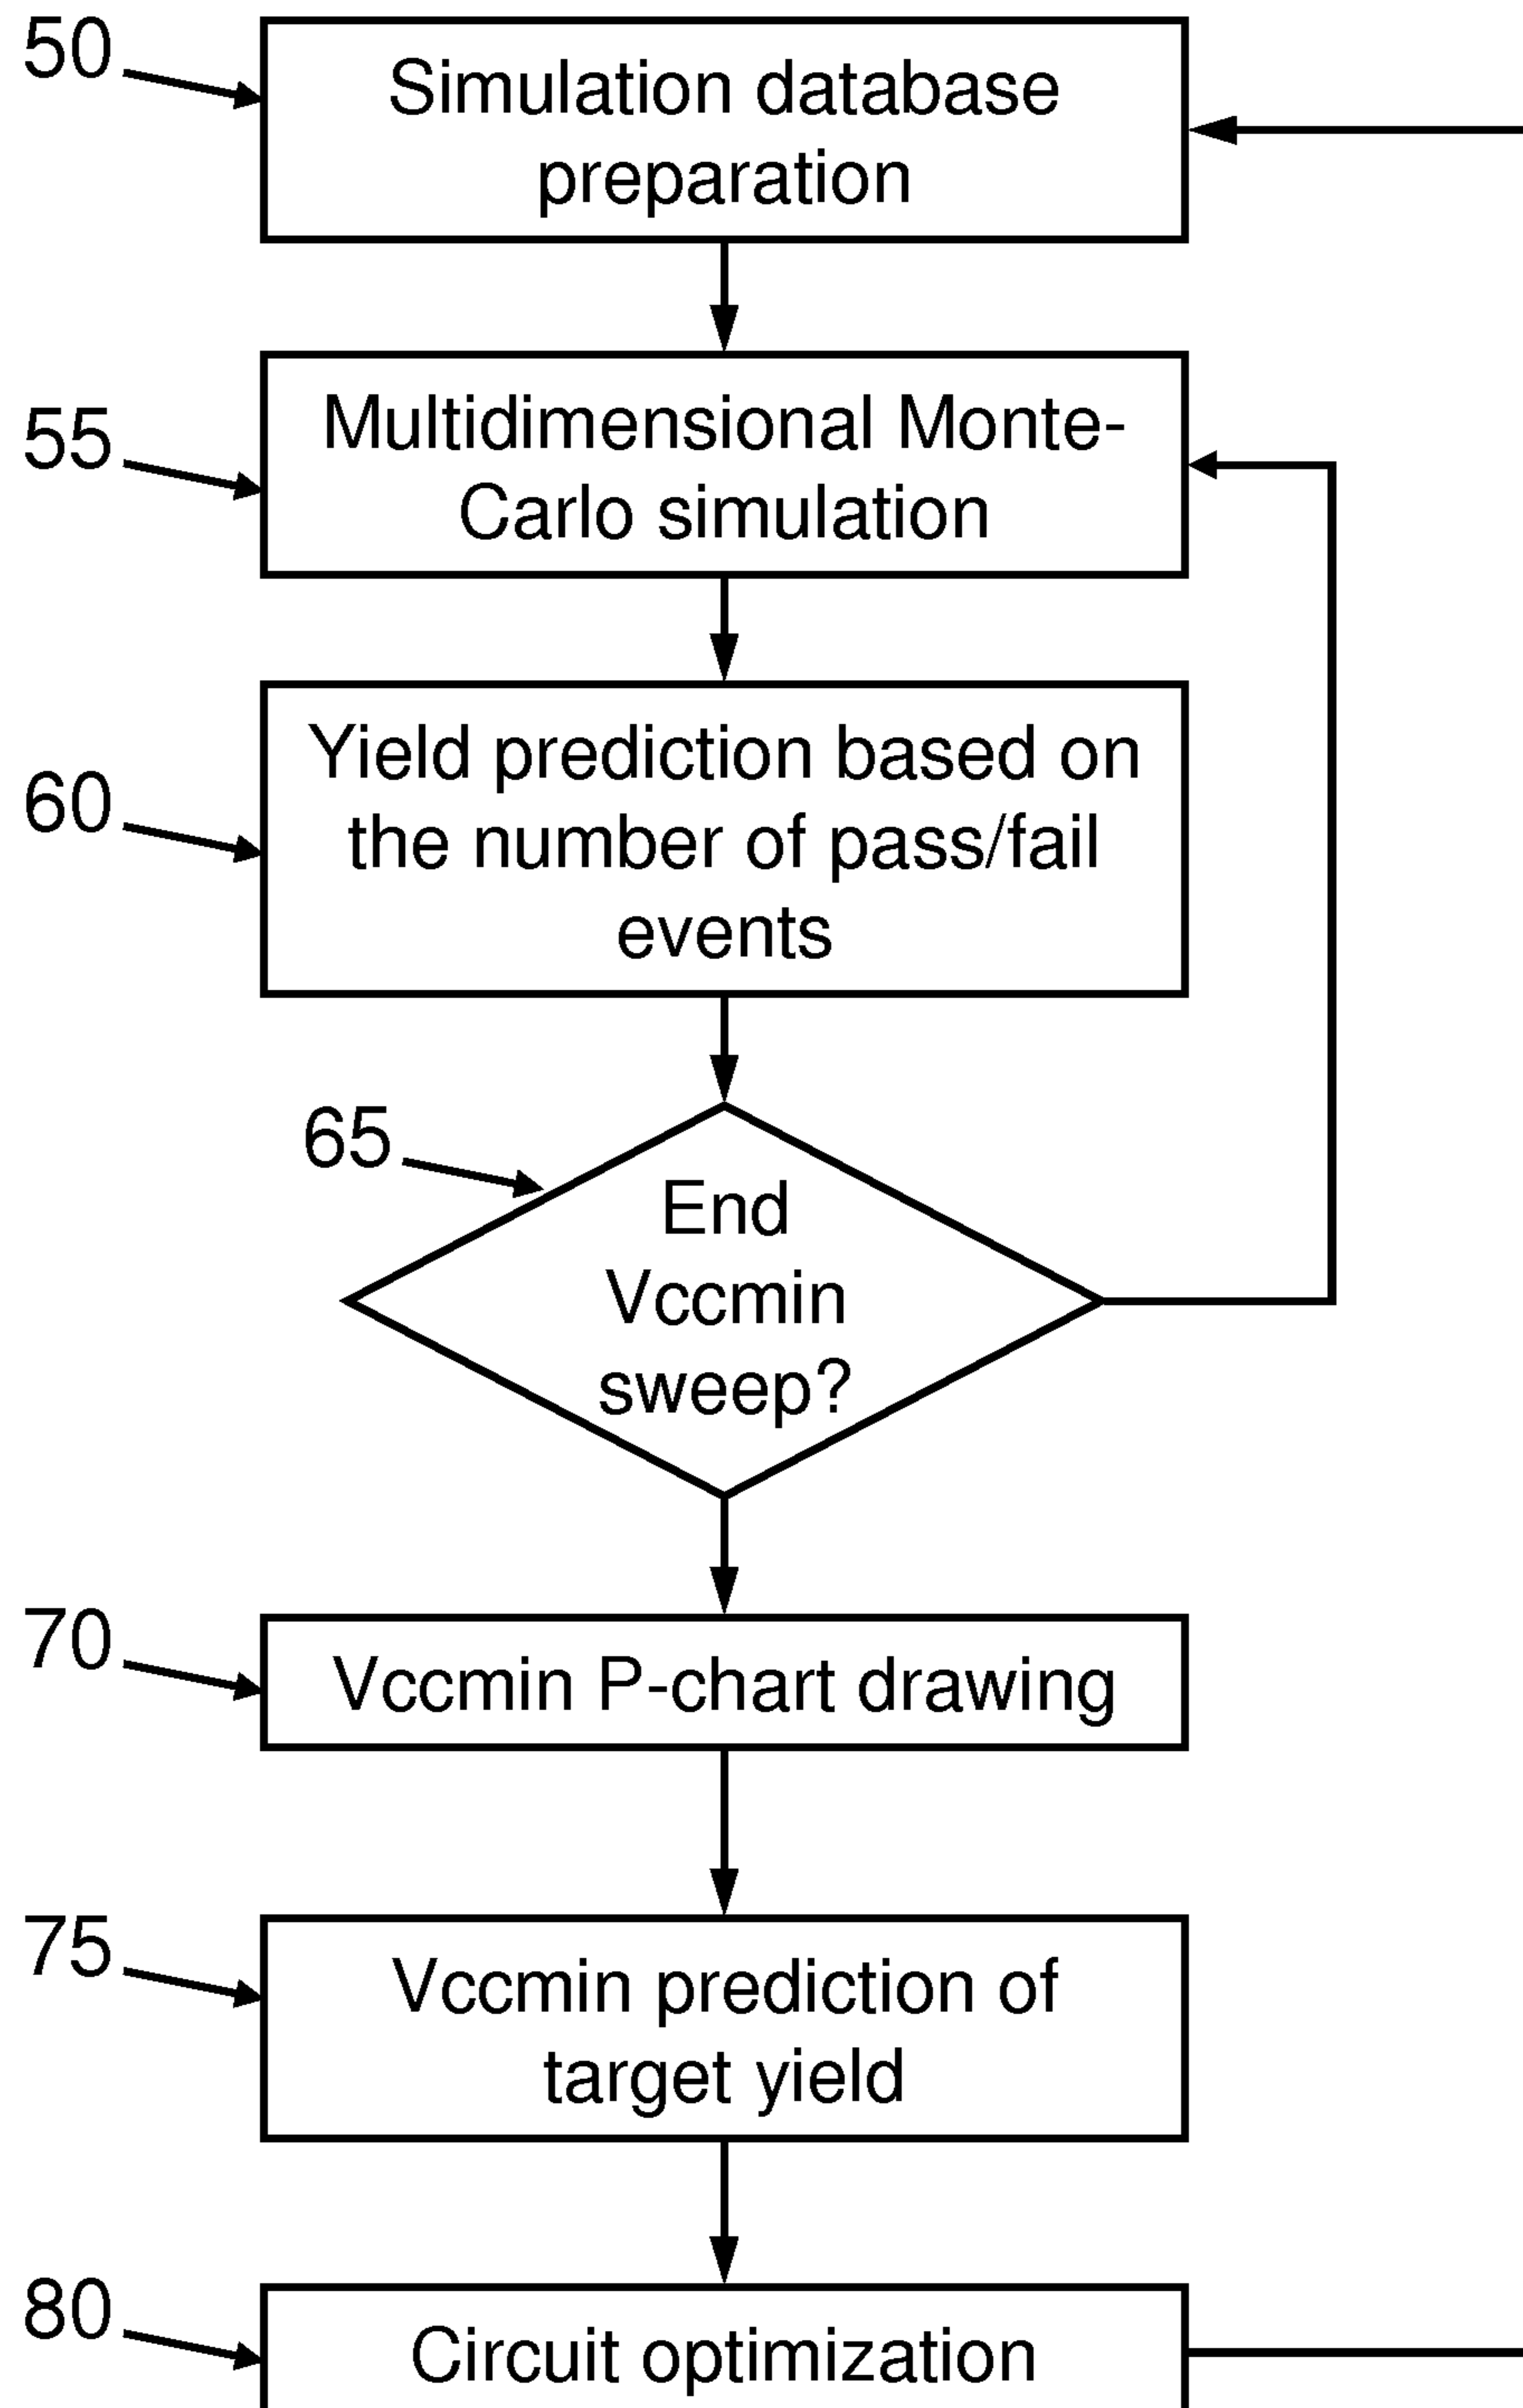 50
Simulation database
preparation
55
Multidimensional Monte-
Carlo simulation
60
Yield prediction based on
the number of pass/fail
events
65
End
Vccmin
sweep?
70
Vccmin P-chart drawing
75
Vccmin prediction of
target yield
80
Circuit optimization